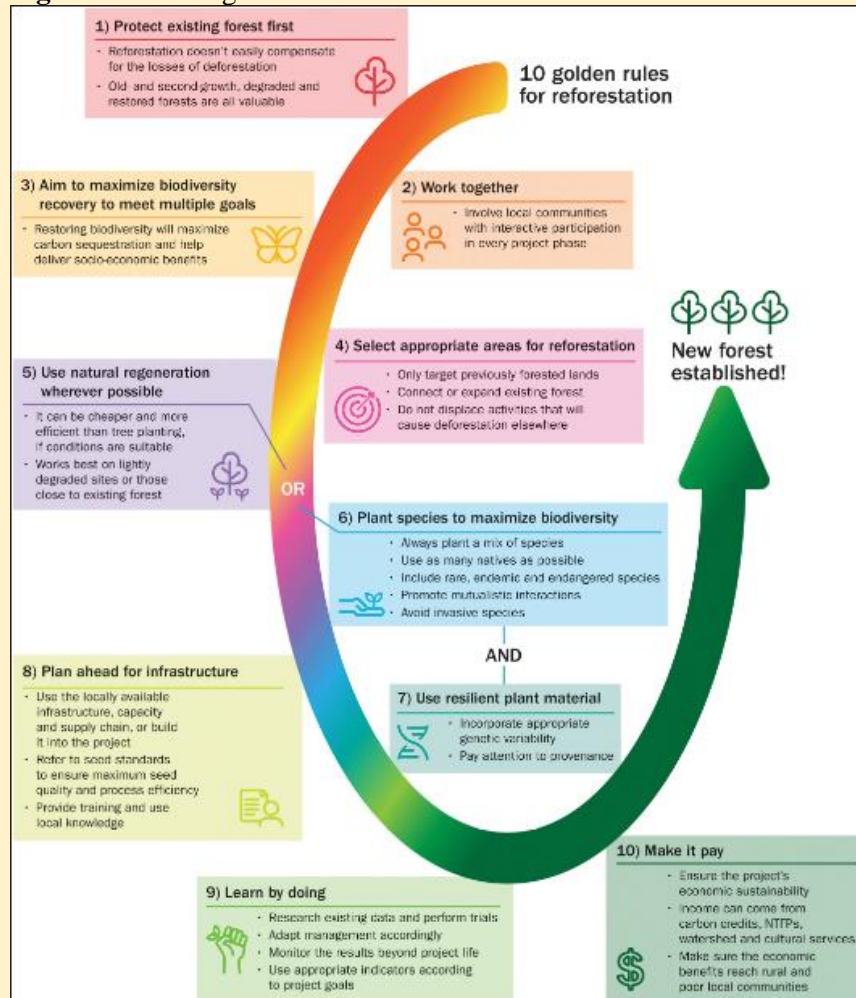 10 golden rules
for reforestation
1) Protect existing forest first
• Reforestation doesn't easily compensate
for the losses of deforestation
• Old- and second-growth, degraded and
restored forests are all valuable
2) Work together
• Involve local communities
with interactive participation
in every project phase
3) Aim to maximize biodiversity
recovery to meet multiple goals
• Restoring biodiversity will maximize
carbon sequestration and help
deliver socio-economic benefits
4) Select appropriate areas for reforestation
• Only target previously forested lands
• Connect or expand existing forest
• Do not displace activities that will
cause deforestation elsewhere
5) Use natural regeneration
wherever possible
• It can be cheaper and more
efficient than tree planting,
if conditions are suitable
• Works best on lightly
degraded sites or those
close to existing forest
OR
6) Plant species to maximize biodiversity
• Always plant a mix of species
• Use as many natives as possible
• Include rare, endemic and endangered species
• Promote mutualistic interactions
• Avoid invasive species
AND
7) Use resilient plant material
• Incorporate appropriate
genetic variability
• Pay attention to provenance
8) Plan ahead for infrastructure
• Use the locally available
infrastructure, capacity
and supply chain, or build
it into the project
• Refer to seed standards
to ensure maximum seed
quality and process efficiency
• Provide training and use
local knowledge
9) Learn by doing
• Research existing data and perform trials
• Adapt management accordingly
• Monitor the results beyond project life
• Use appropriate indicators according
to project goals
10) Make it pay
• Ensure the project's
economic sustainability
• Income can come from
carbon credits, NTFPs,
watershed and cultural services
• Make sure the economic
benefits reach rural and
poor local communities
New forest
established!